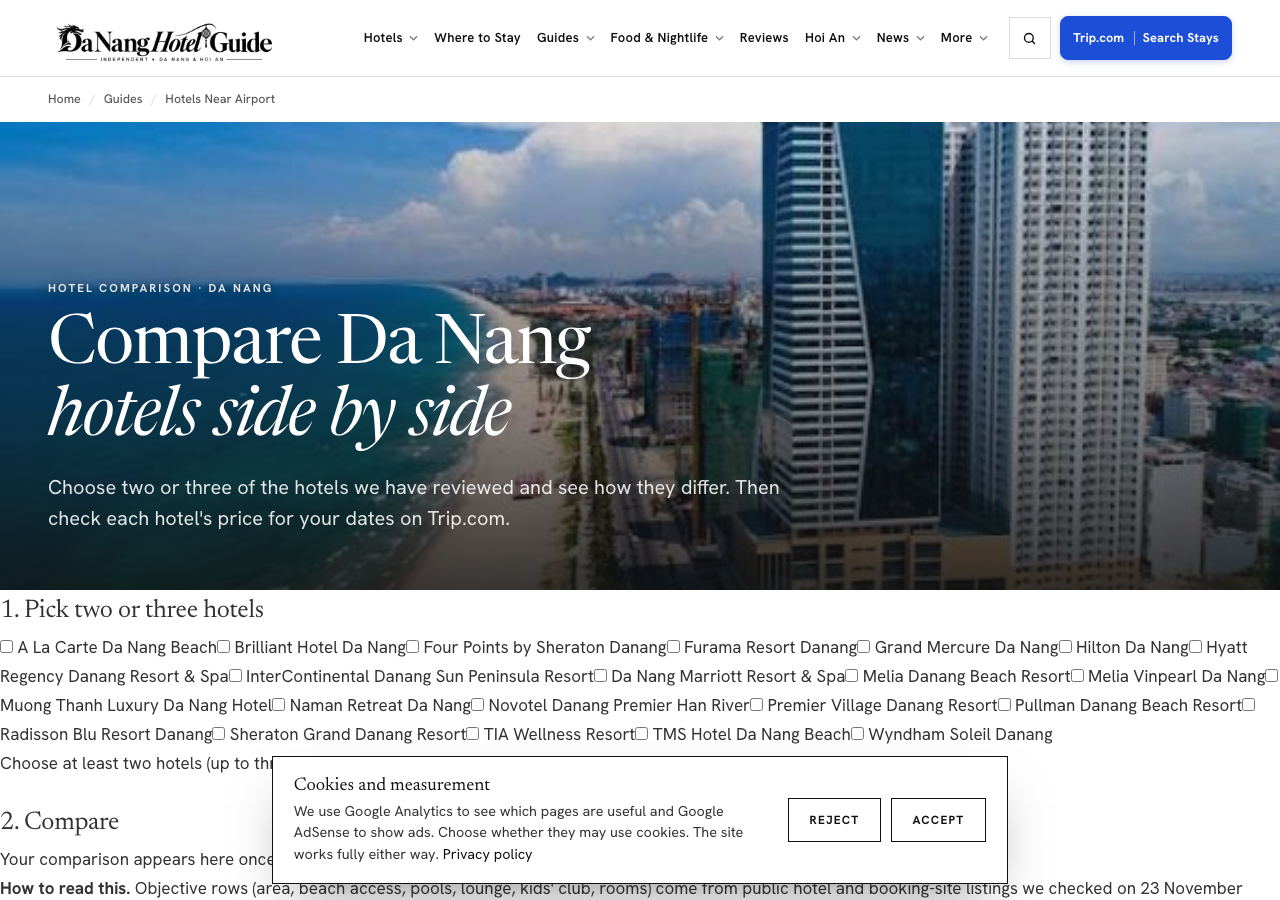 Da Nang Hotel Guide
INDEPENDENT • DA NANG & HOI AN
Hotels
Where to Stay
Guides
Food & Nightlife
Reviews
Hoi An
News
More
Trip.com | Search Stays
Home / Guides / Hotels Near Airport
HOTEL COMPARISON · DA NANG
Compare Da Nang
hotels side by side
Choose two or three of the hotels we have reviewed and see how they differ. Then
check each hotel's price for your dates on Trip.com.
1. Pick two or three hotels
A La Carte Da Nang Beach Brilliant Hotel Da Nang Four Points by Sheraton Danang Furama Resort Danang Grand Mercure Da Nang Hilton Da Nang Hyatt
Regency Danang Resort & Spa InterContinental Danang Sun Peninsula Resort Da Nang Marriott Resort & Spa Melia Danang Beach Resort Melia Vinpearl Da Nang
Muong Thanh Luxury Da Nang Hotel Naman Retreat Da Nang Novotel Danang Premier Han River Premier Village Danang Resort Pullman Danang Beach Resort
Radisson Blu Resort Danang Sheraton Grand Danang Resort TIA Wellness Resort TMS Hotel Da Nang Beach Wyndham Soleil Danang
Choose at least two hotels (up to
2. Compare
Your comparison appears here once
How to read this. Objective rows (area, beach access, pools, lounge, kids' club, rooms) come from public hotel and booking-site listings we checked on 23 November
Cookies and measurement
We use Google Analytics to see which pages are useful and Google
AdSense to show ads. Choose whether they may use cookies. The site
works fully either way. Privacy policy
REJECT
ACCEPT